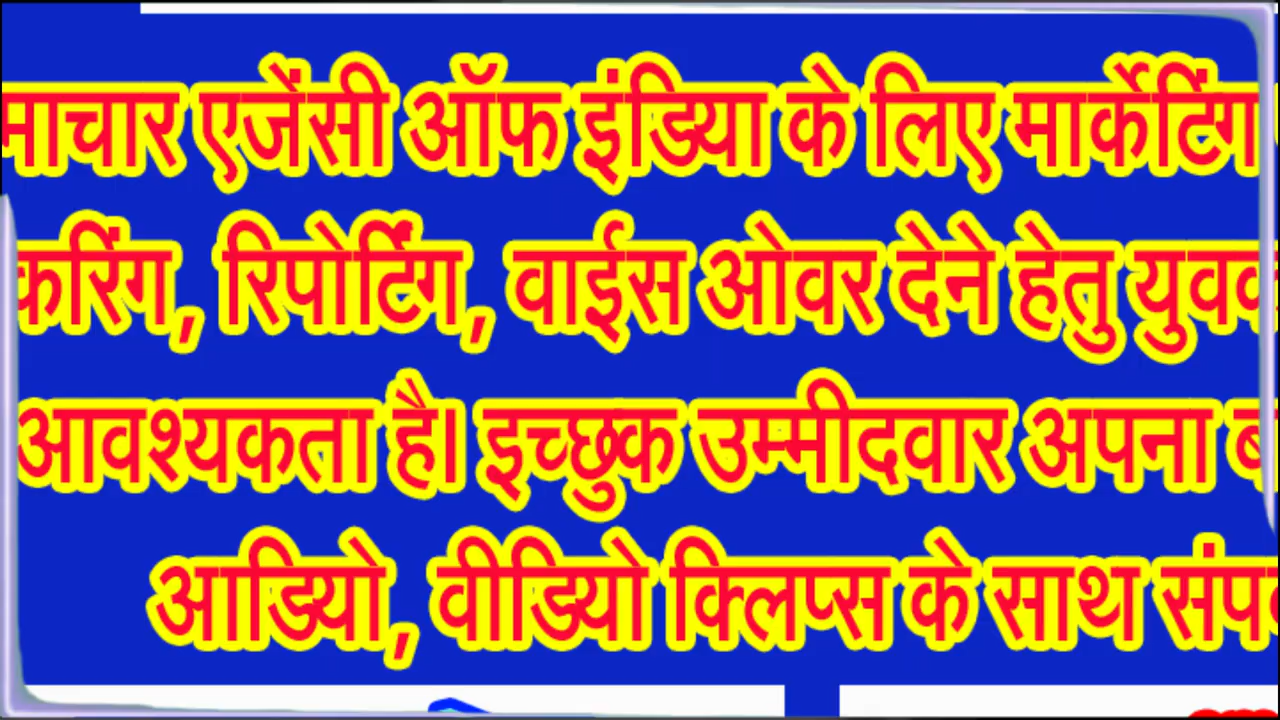 माचार एजेंसी ऑफ इंडिया के लिए मार्केटिंग
करिंग, रिपोर्टिंग, वाईस ओवर देने हेतु युवक
आवश्यकता है। इच्छुक उम्मीदवार अपना
आडियो, वीडियो क्लिप्स के साथ